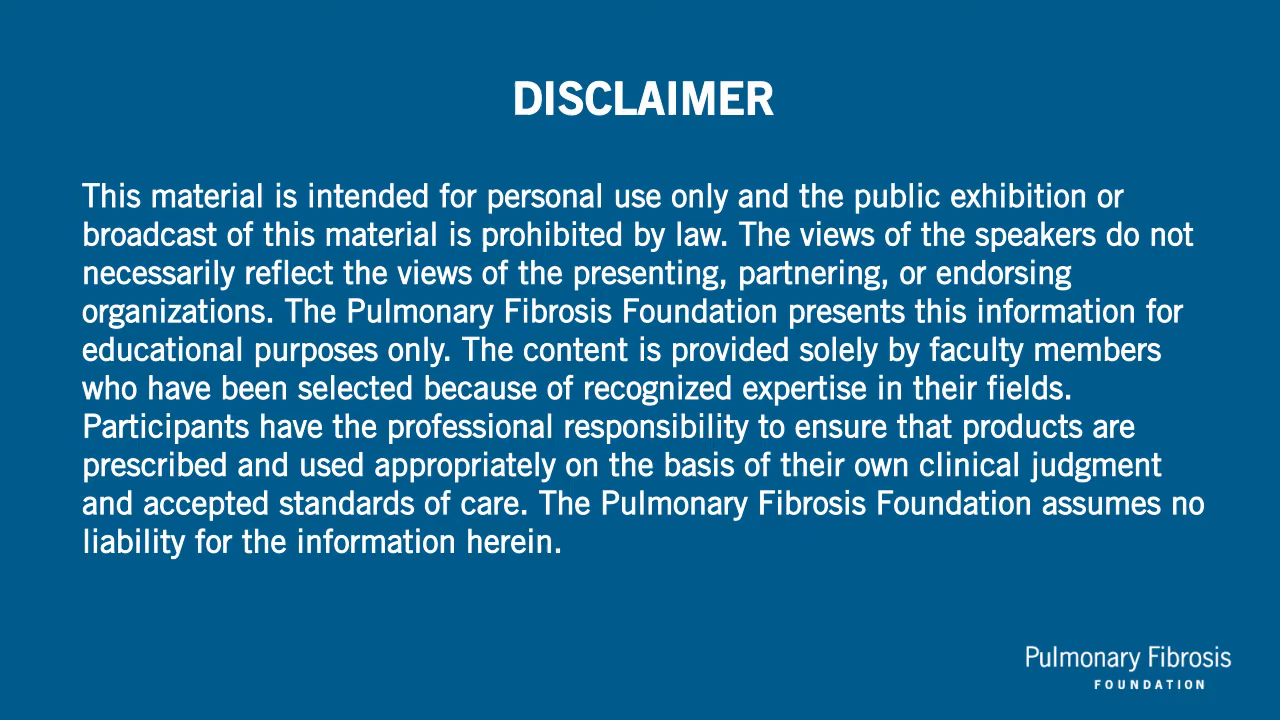 DISCLAIMER
This material is intended for personal use only and the public exhibition or
broadcast of this material is prohibited by law. The views of the speakers do not
necessarily reflect the views of the presenting, partnering, or endorsing
organizations. The Pulmonary Fibrosis Foundation presents this information for
educational purposes only. The content is provided solely by faculty members
who have been selected because of recognized expertise in their fields.
Participants have the professional responsibility to ensure that products are
prescribed and used appropriately on the basis of their own clinical judgment
and accepted standards of care. The Pulmonary Fibrosis Foundation assumes no
liability for the information herein.
Pulmonary Fibrosis
FOUNDATION